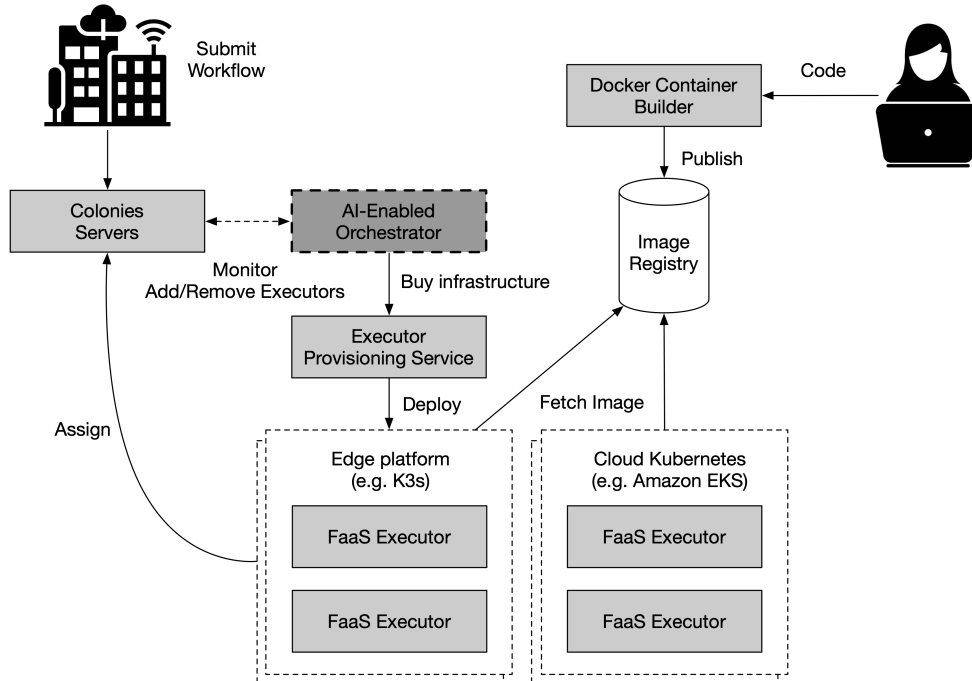 Submit
Workflow
Code
Docker Container
Builder
Publish
Colonies
Servers
AI-Enabled
Orchestrator
Image
Registry
Monitor
Add/Remove Executors
Buy infrastructure
Executor
Provisioning Service
Deploy
Fetch Image
Assign
Edge platform
(e.g. K3s)
Cloud Kubernetes
(e.g. Amazon EKS)
FaaS Executor
FaaS Executor
FaaS Executor
FaaS Executor